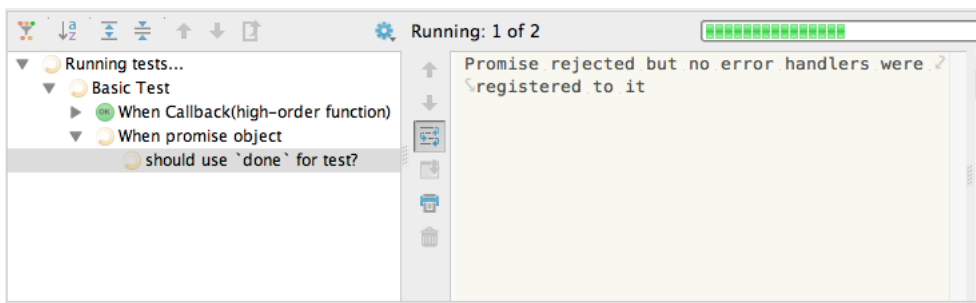 Running: 1 of 2
Running tests...
Basic Test
OK When Callback(high-order function)
When promise object
should use `done` for test?
Promise rejected but no error handlers were
registered to it